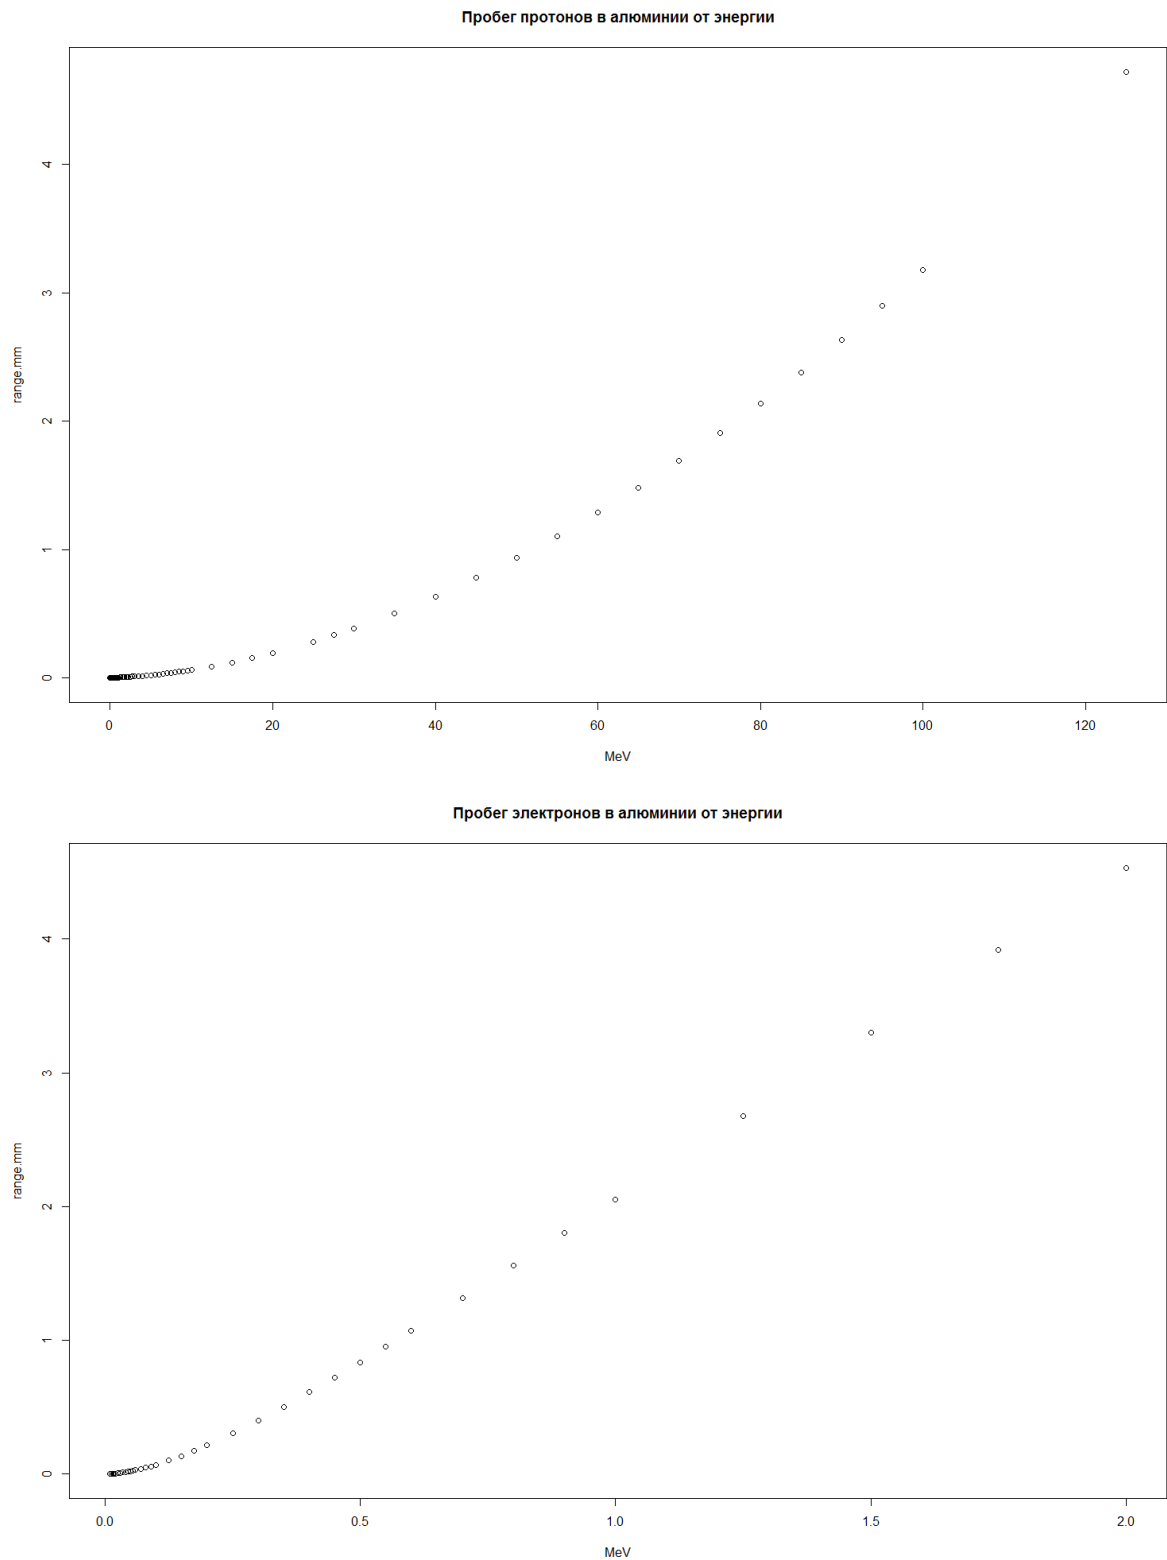 Пробег протонов в алюминии от энергии
4
3
2
1
0
range.mm
0 20 40 60 80 100 120
MeV
Пробег электронов в алюминии от энергии
4
3
2
1
0
range.mm
0.0 0.5 1.0 1.5 2.0
MeV